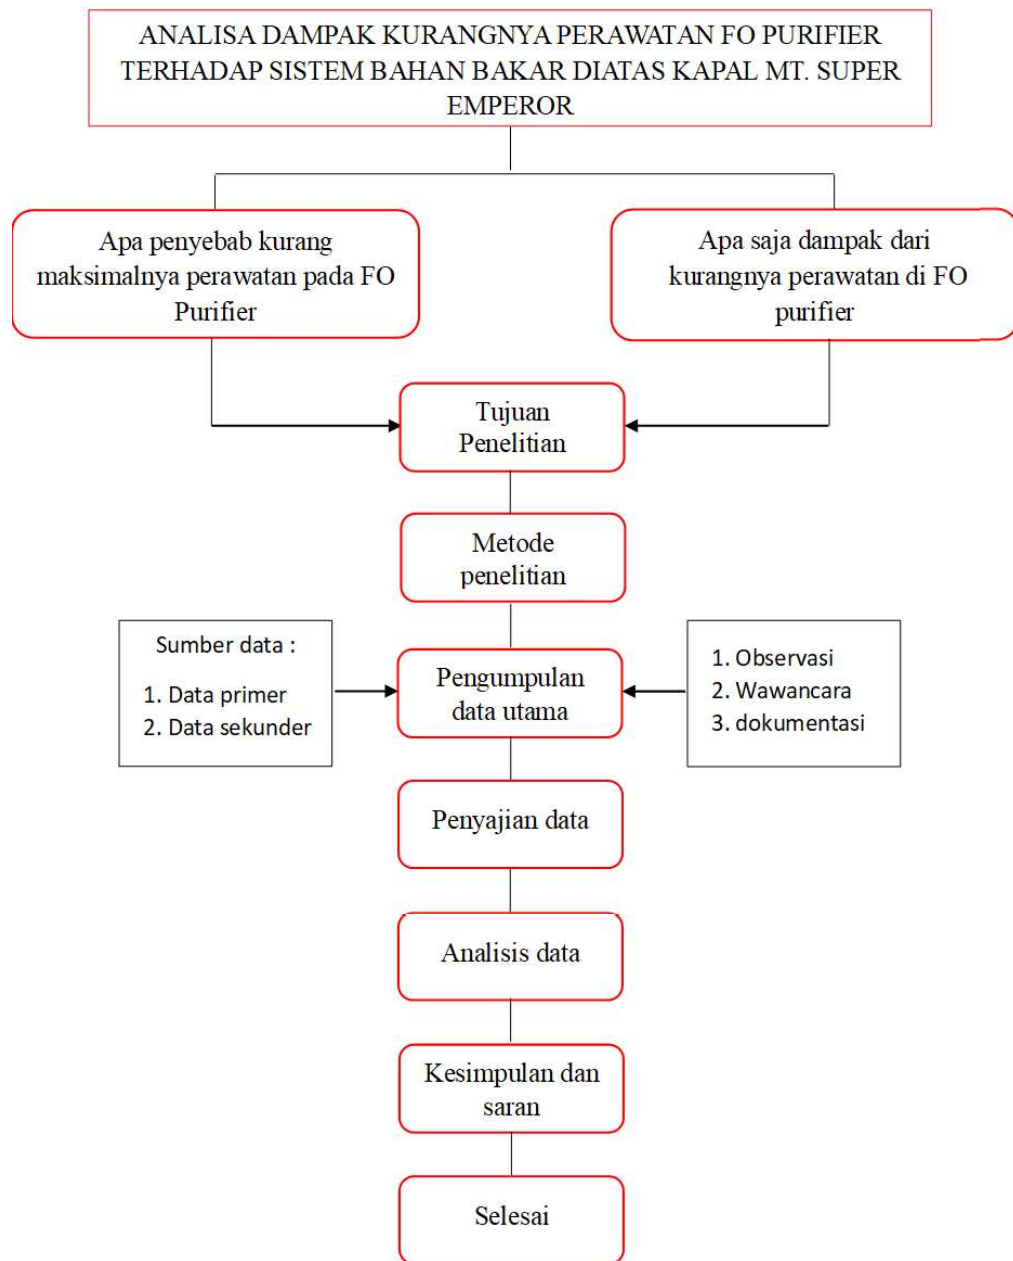 ANALISA DAMPAK KURANGNYA PERAWATAN FO PURIFIER
TERHADAP SISTEM BAHAN BAKAR DIATAS KAPAL MT. SUPER
EMPEROR
Apa penyebab kurang
maksimalnya perawatan pada FO
Purifier
Apa saja dampak dari
kurangnya perawatan di FO
purifier
Tujuan
Penelitian
Metode
penelitian
Sumber data :
1. Data primer
2. Data sekunder
Pengumpulan
data utama
1. Observasi
2. Wawancara
3. dokumentasi
Penyajian data
Analisis data
Kesimpulan dan
saran
Selesai